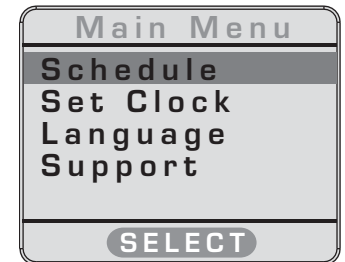 Main Menu
Schedule
Set Clock
Language
Support
SELECT